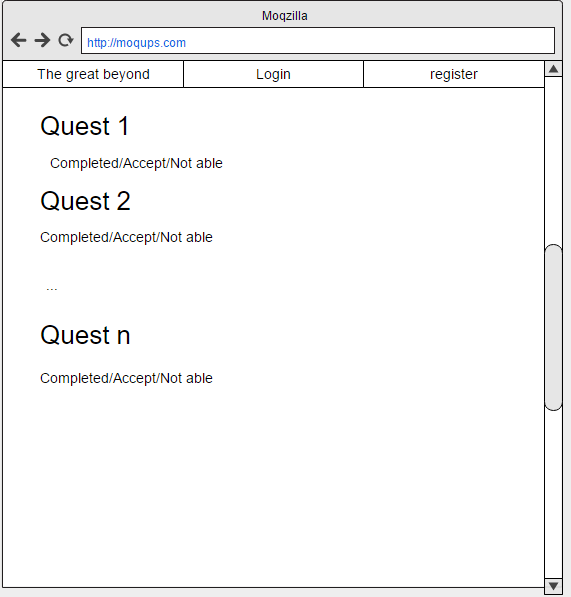 Moqzilla
http://moqups.com
The great beyond Login register
Quest 1
Completed/Accept/Not able
Quest 2
Completed/Accept/Not able
...
Quest n
Completed/Accept/Not able